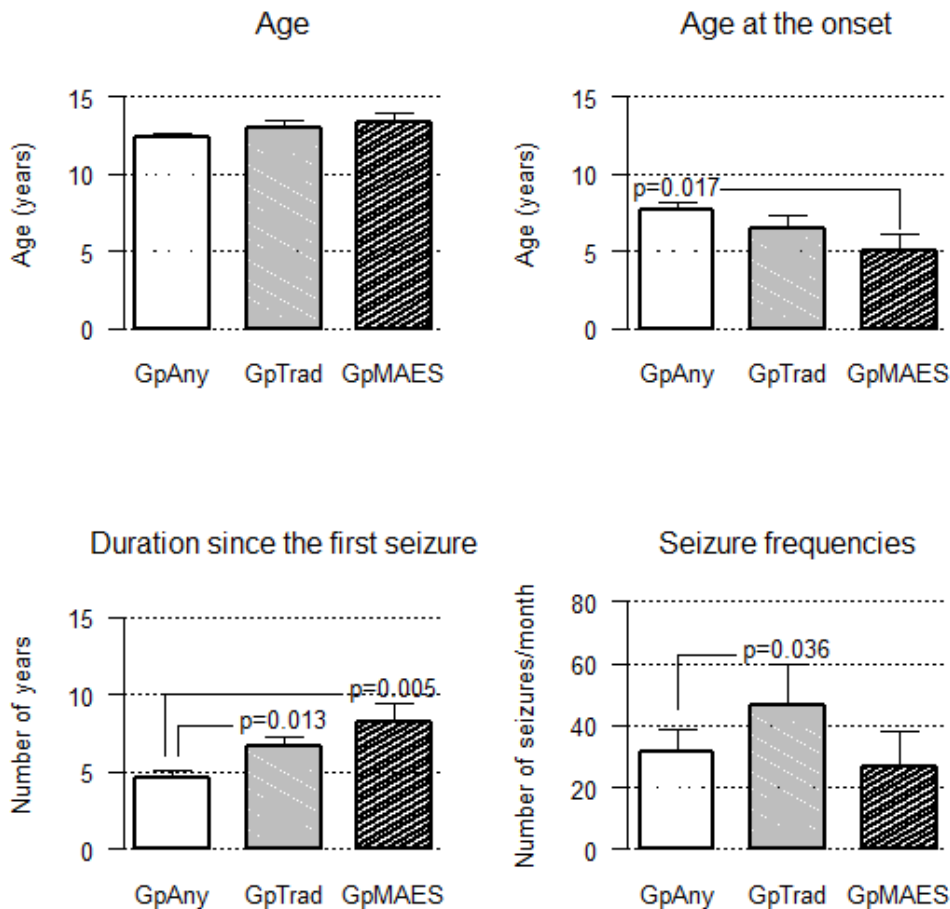 Age
Age (years)
15
10
5
0
GpAny GpTrad GpMAES
Age at the onset
Age (years)
15
10
5
0
p=0.017
GpAny GpTrad GpMAES
Duration since the first seizure
Number of years
15
10
5
0
p=0.005
p=0.013
GpAny GpTrad GpMAES
Seizure frequencies
Number of seizures/month
80
60
40
20
0
p=0.036
GpAny GpTrad GpMAES